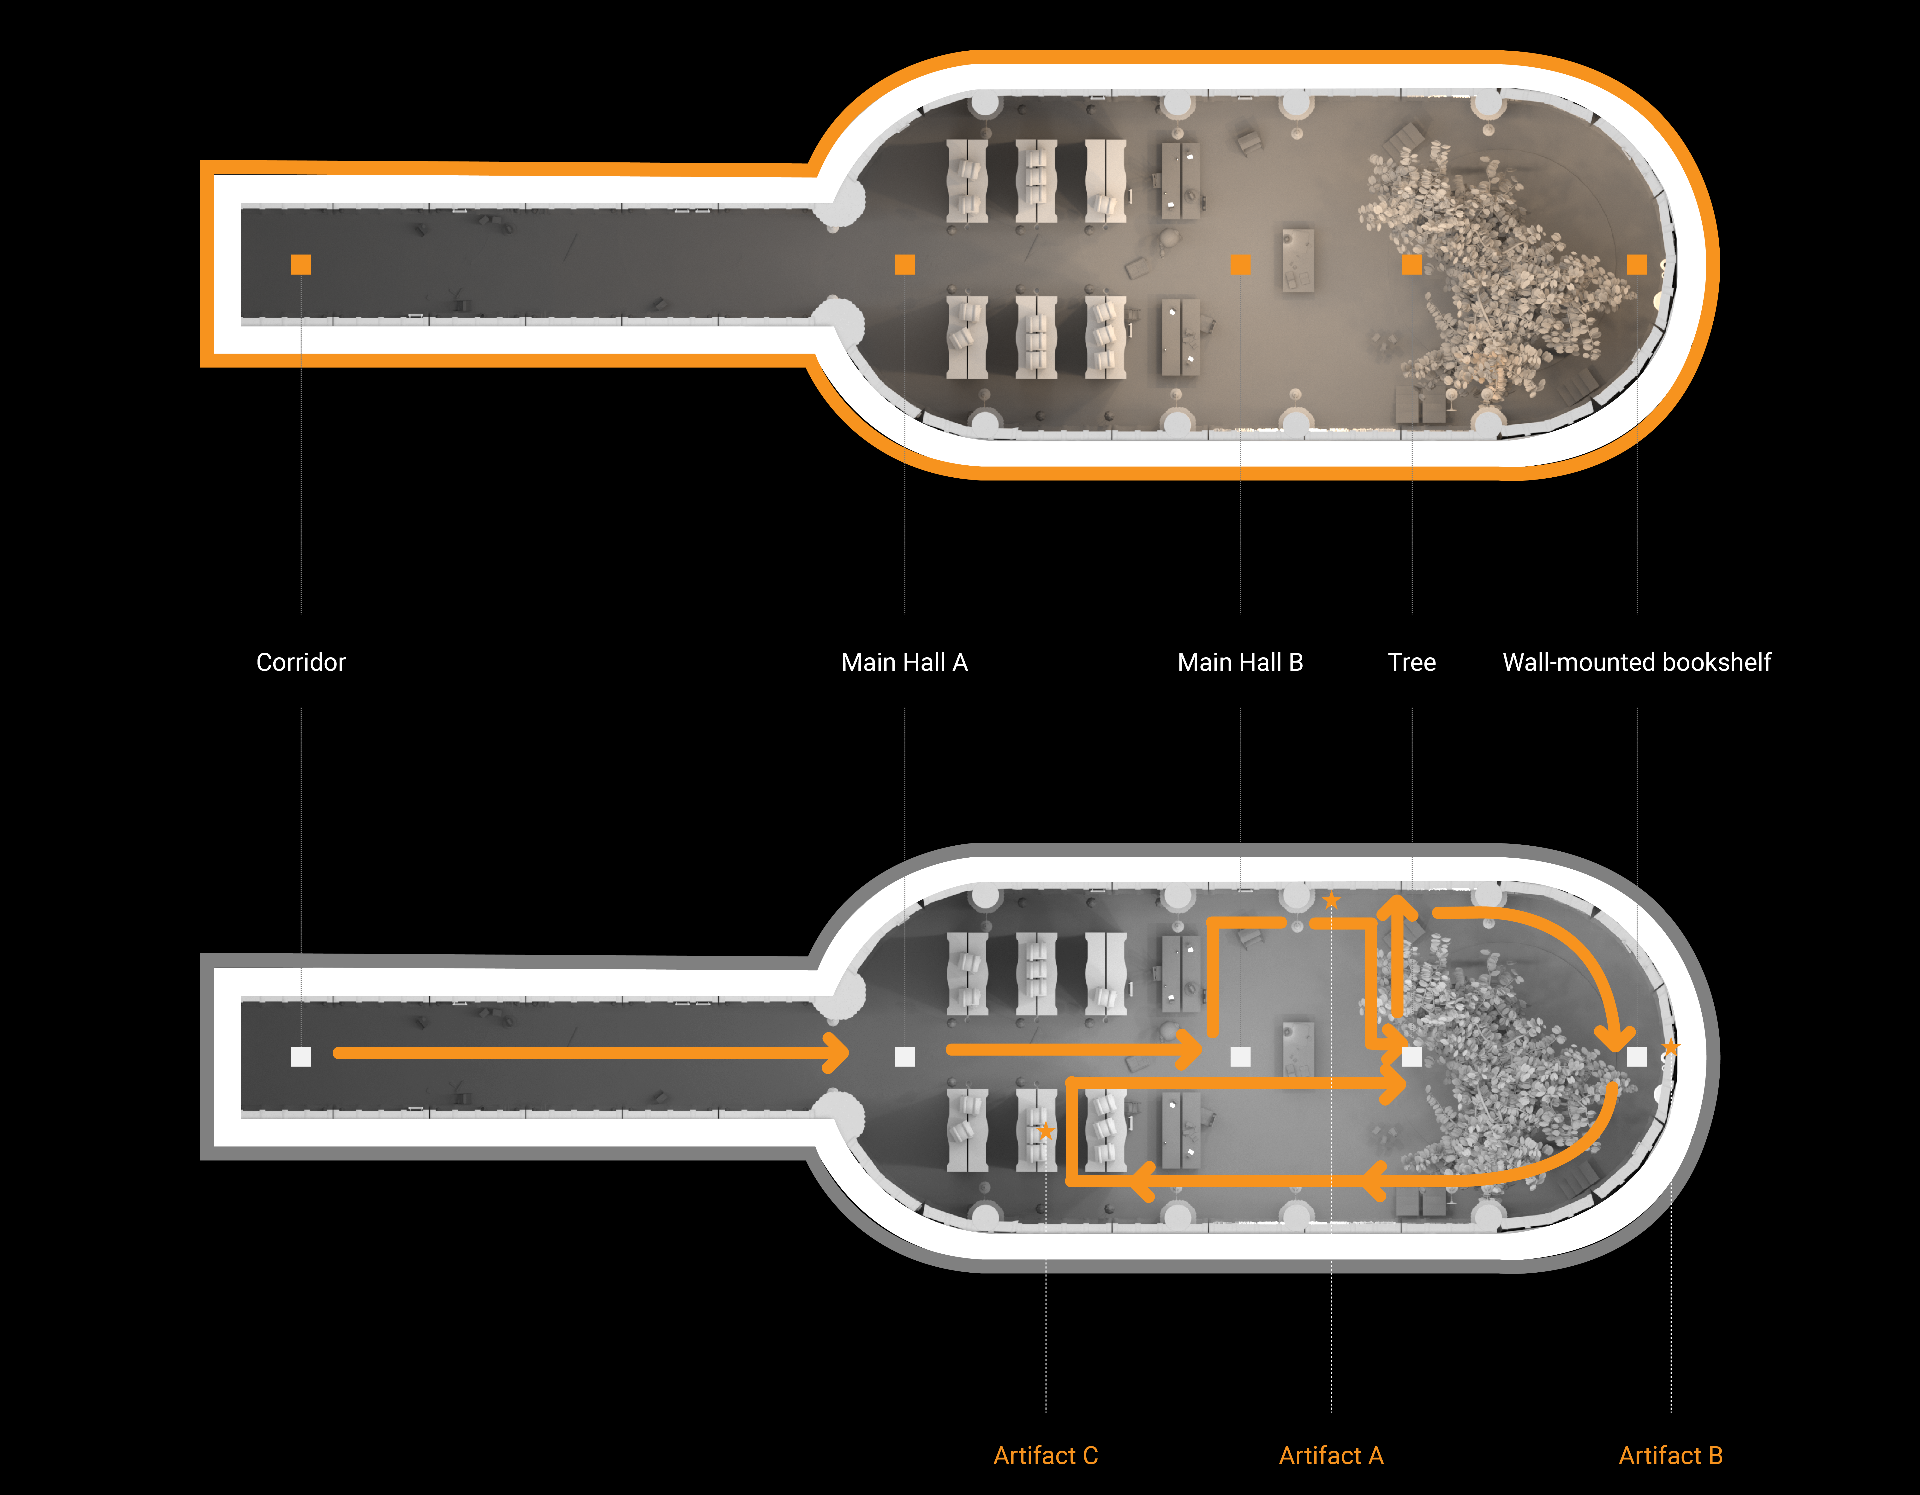 Corridor
Main Hall A
Main Hall B
Tree
Wall-mounted bookshelf
Artifact C
Artifact A
Artifact B